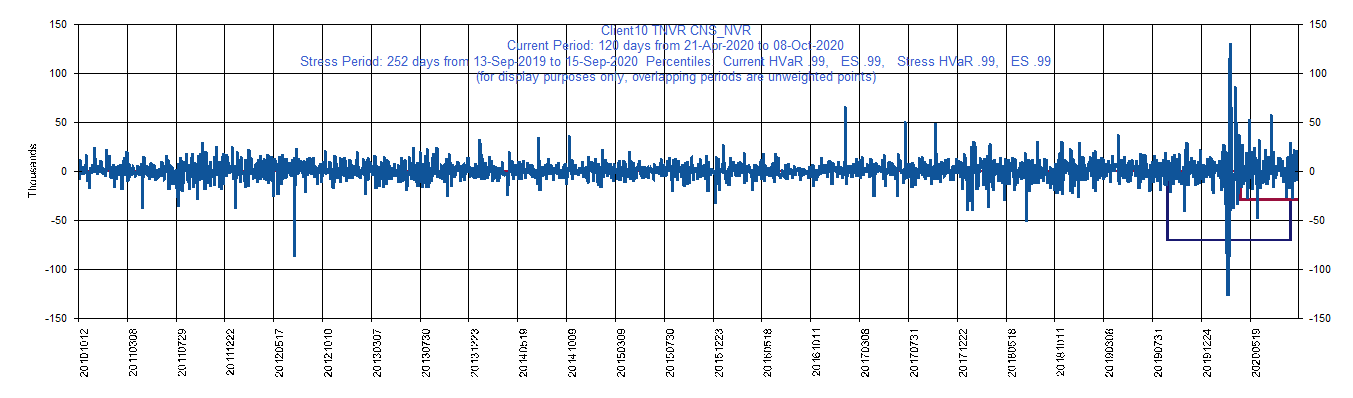 Client10 TNVR CNS_NVR
Current Period: 120 days from 21-Apr-2020 to 08-Oct-2020
Stress Period: 252 days from 13-Sep-2019 to 15-Sep-2020  Percentiles:  Current HVaR .99,   ES .99,   Stress HVaR .99,   ES .99
(for display purposes only, overlapping periods are unweighted points)
150 150
100 100
50 50
0 0
-50 -50
-100 -100
-150 -150
Thousands
20101012 20110308 20110729 20111222 20120517 20121010 20130307 20130730 20131223 20140519 20141009 20150309 20150730 20151223 20160518 20161011 20170308 20170731 20171222 20180518 20181011 20190308 20190731 20191224 20200519